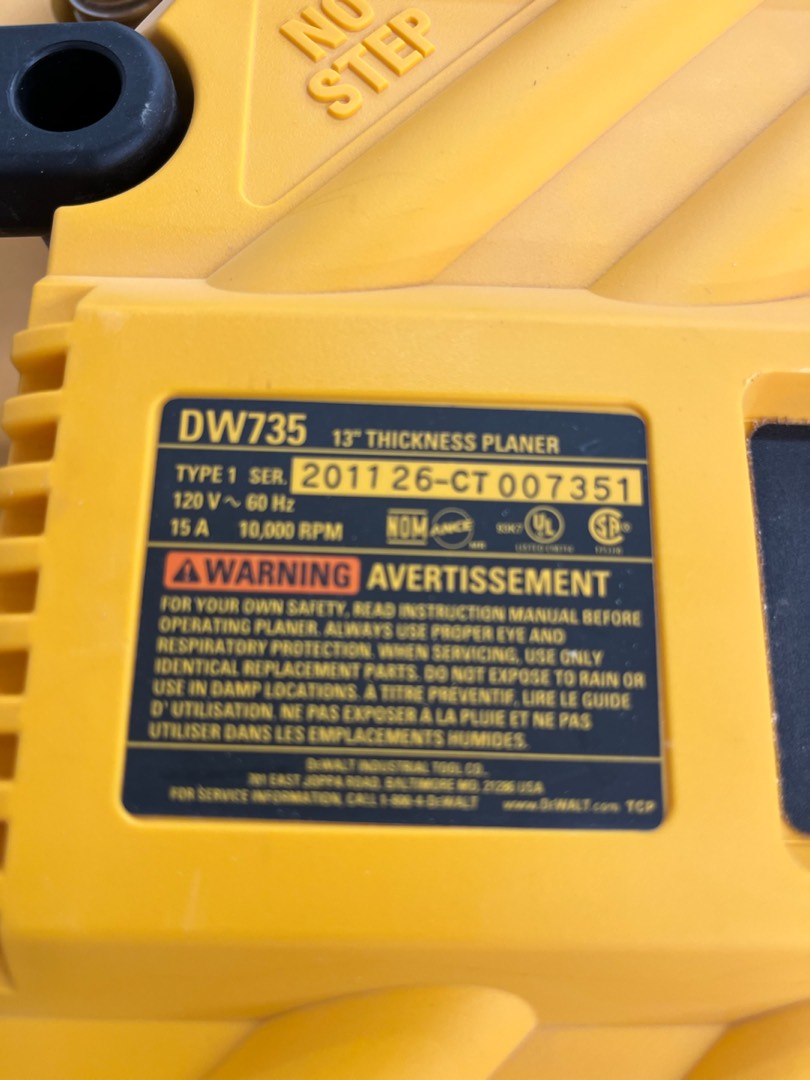 NO
STEP
DW735 13" THICKNESS PLANER
TYPE 1 SER. 2011 26-CT 007351
120 V ~ 60 Hz
15 A 10,000 RPM NOM ANCE UL SA
WARNING AVERTISSEMENT
FOR YOUR OWN SAFETY, READ INSTRUCTION MANUAL BEFORE
OPERATING PLANER. ALWAYS USE PROPER EYE AND
RESPIRATORY PROTECTION. WHEN SERVICING, USE ONLY
IDENTICAL REPLACEMENT PARTS. DO NOT EXPOSE TO RAIN OR
USE IN DAMP LOCATIONS. À TITRE PRÉVENTIF, LIRE LE GUIDE
D' UTILISATION. NE PAS EXPOSER À LA PLUIE ET NE PAS
UTILISER DANS LES EMPLACEMENTS HUMIDES.
DEWALT INDUSTRIAL TOOL CO.,
701 EAST JOPPA ROAD, BALTIMORE MD, 21286 USA
FOR SERVICE INFORMATION, CALL 1-800-4-DEWALT www.DEWALT.com TCP